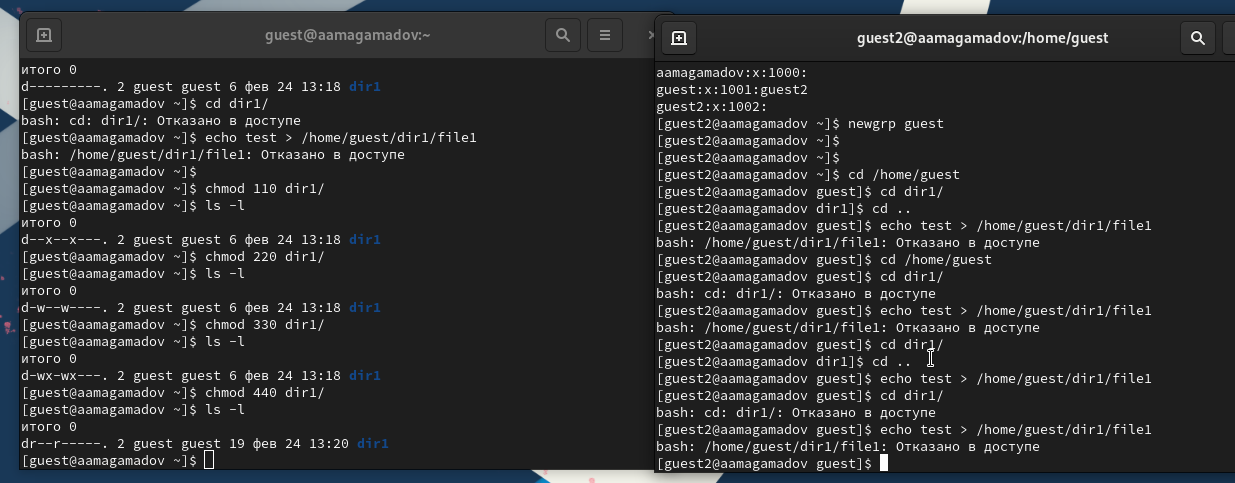 guest@aamagamadov:~
итого 0
d---------. 2 guest guest 6 фев 24 13:18 dir1
[guest@aamagamadov ~]$ cd dir1/
bash: cd: dir1/: Отказано в доступе
[guest@aamagamadov ~]$ echo test > /home/guest/dir1/file1
bash: /home/guest/dir1/file1: Отказано в доступе
[guest@aamagamadov ~]$
[guest@aamagamadov ~]$ chmod 110 dir1/
[guest@aamagamadov ~]$ ls -l
итого 0
d--x--x---. 2 guest guest 6 фев 24 13:18 dir1
[guest@aamagamadov ~]$ chmod 220 dir1/
[guest@aamagamadov ~]$ ls -l
итого 0
d-w--w----. 2 guest guest 6 фев 24 13:18 dir1
[guest@aamagamadov ~]$ chmod 330 dir1/
[guest@aamagamadov ~]$ ls -l
итого 0
d-wx-wx---. 2 guest guest 6 фев 24 13:18 dir1
[guest@aamagamadov ~]$ chmod 440 dir1/
[guest@aamagamadov ~]$ ls -l
итого 0
dr--r-----. 2 guest guest 19 фев 24 13:20 dir1
[guest@aamagamadov ~]$
guest2@aamagamadov:/home/guest
aamagamadov:x:1000:
guest:x:1001:guest2
guest2:x:1002:
[guest2@aamagamadov ~]$ newgrp guest
[guest2@aamagamadov ~]$
[guest2@aamagamadov ~]$
[guest2@aamagamadov ~]$ cd /home/guest
[guest2@aamagamadov guest]$ cd dir1/
[guest2@aamagamadov dir1]$ cd ..
[guest2@aamagamadov guest]$ echo test > /home/guest/dir1/file1
bash: /home/guest/dir1/file1: Отказано в доступе
[guest2@aamagamadov guest]$ cd /home/guest
[guest2@aamagamadov guest]$ cd dir1/
bash: cd: dir1/: Отказано в доступе
[guest2@aamagamadov guest]$ echo test > /home/guest/dir1/file1
bash: /home/guest/dir1/file1: Отказано в доступе
[guest2@aamagamadov guest]$ cd dir1/
[guest2@aamagamadov dir1]$ cd ..
[guest2@aamagamadov guest]$ echo test > /home/guest/dir1/file1
[guest2@aamagamadov guest]$ cd dir1/
bash: cd: dir1/: Отказано в доступе
[guest2@aamagamadov guest]$ echo test > /home/guest/dir1/file1
bash: /home/guest/dir1/file1: Отказано в доступе
[guest2@aamagamadov guest]$